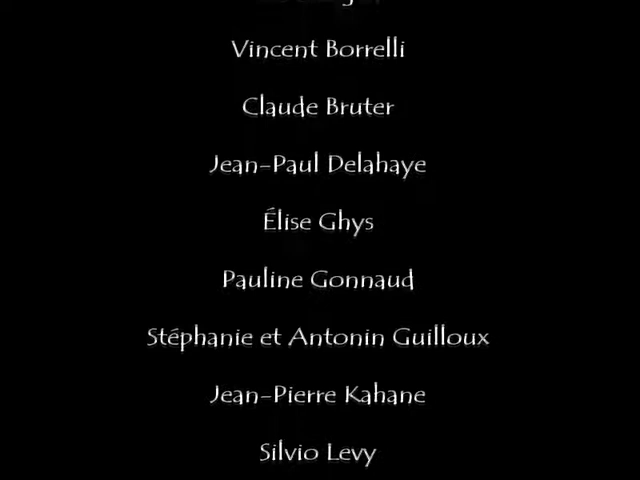 Vincent Borrelli
Claude Bruter
Jean-Paul Delahaye
Élise Ghys
Pauline Gonnaud
Stéphanie et Antonin Guilloux
Jean-Pierre Kahane
Silvio Levy